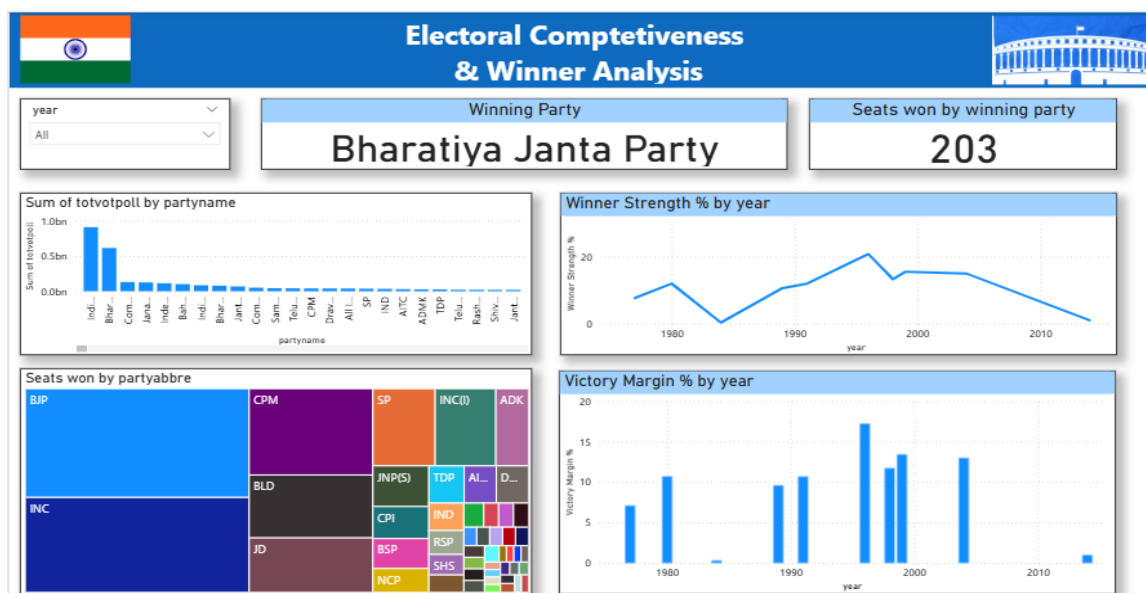 Electoral Comptetiveness
& Winner Analysis
year
All
Winning Party
Bharatiya Janta Party
Seats won by winning party
203
Sum of totvotpoll by partyname
Sum of totvotpoll
1.0bn
0.5bn
0.0bn
Indi...
Bhar...
Com...
Jana...
Inde...
Bah...
Indi...
Bhar...
Jant...
Com...
Sam...
Telu...
CPM
Drav...
All I...
SP
IND
AITC
ADMK
TDP
Telu...
Rash...
Shiv...
Jant...
partyname
Winner Strength % by year
Winner Strength %
20
0
1980
1990
2000
2010
year
Seats won by partyabbre
BJP
INC
CPM
BLD
JD
SP
INC(I)
ADK
JNP(S)
TDP
AI...
D...
CPI
IND
BSP
RSP
SHS
NCP
Victory Margin % by year
Victory Margin %
20
15
10
5
0
1980
1990
2000
2010
year